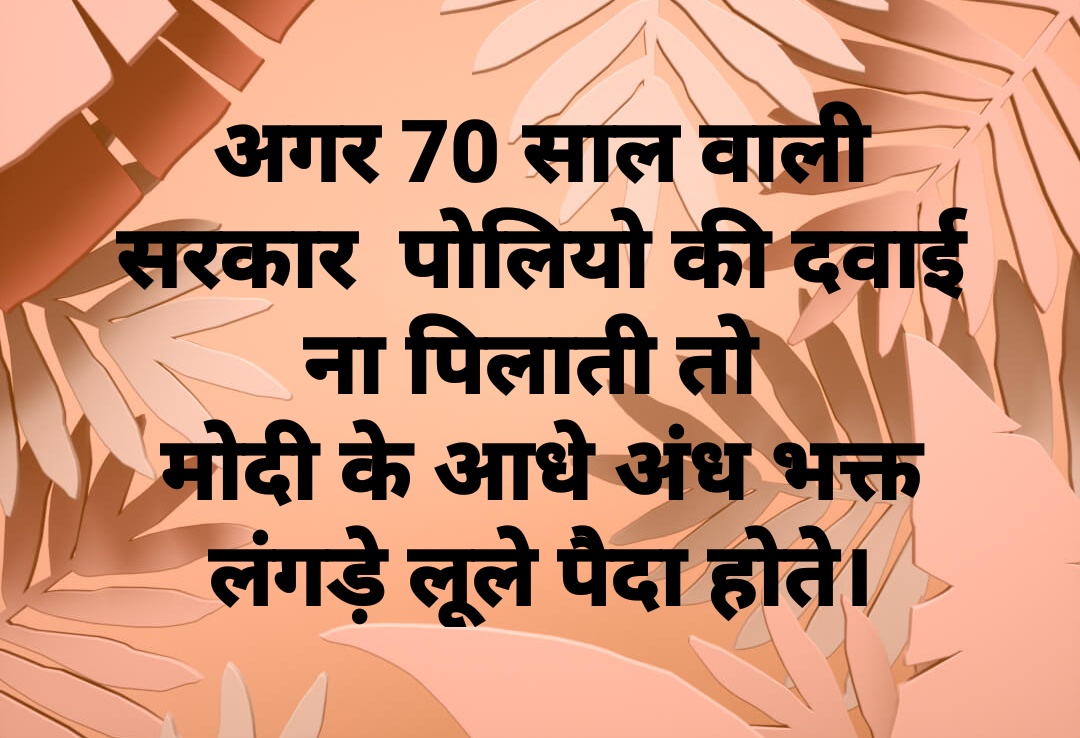 अगर 70 साल वाली
सरकार पोलियो की दवाई
ना पिलाती तो
मोदी के आधे अंध भक्त
लंगड़े लूले पैदा होते।